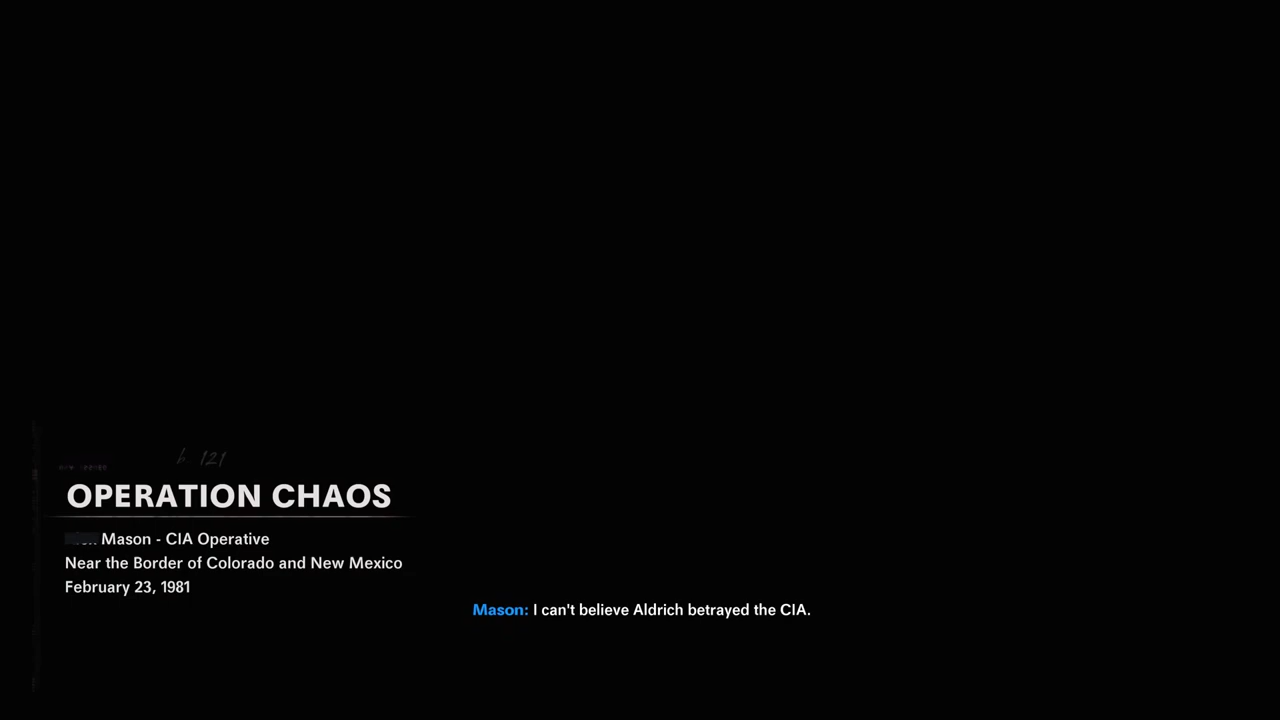 b. 121
OPERATION CHAOS
Mason - CIA Operative
Near the Border of Colorado and New Mexico
February 23, 1981
Mason: I can't believe Aldrich betrayed the CIA.